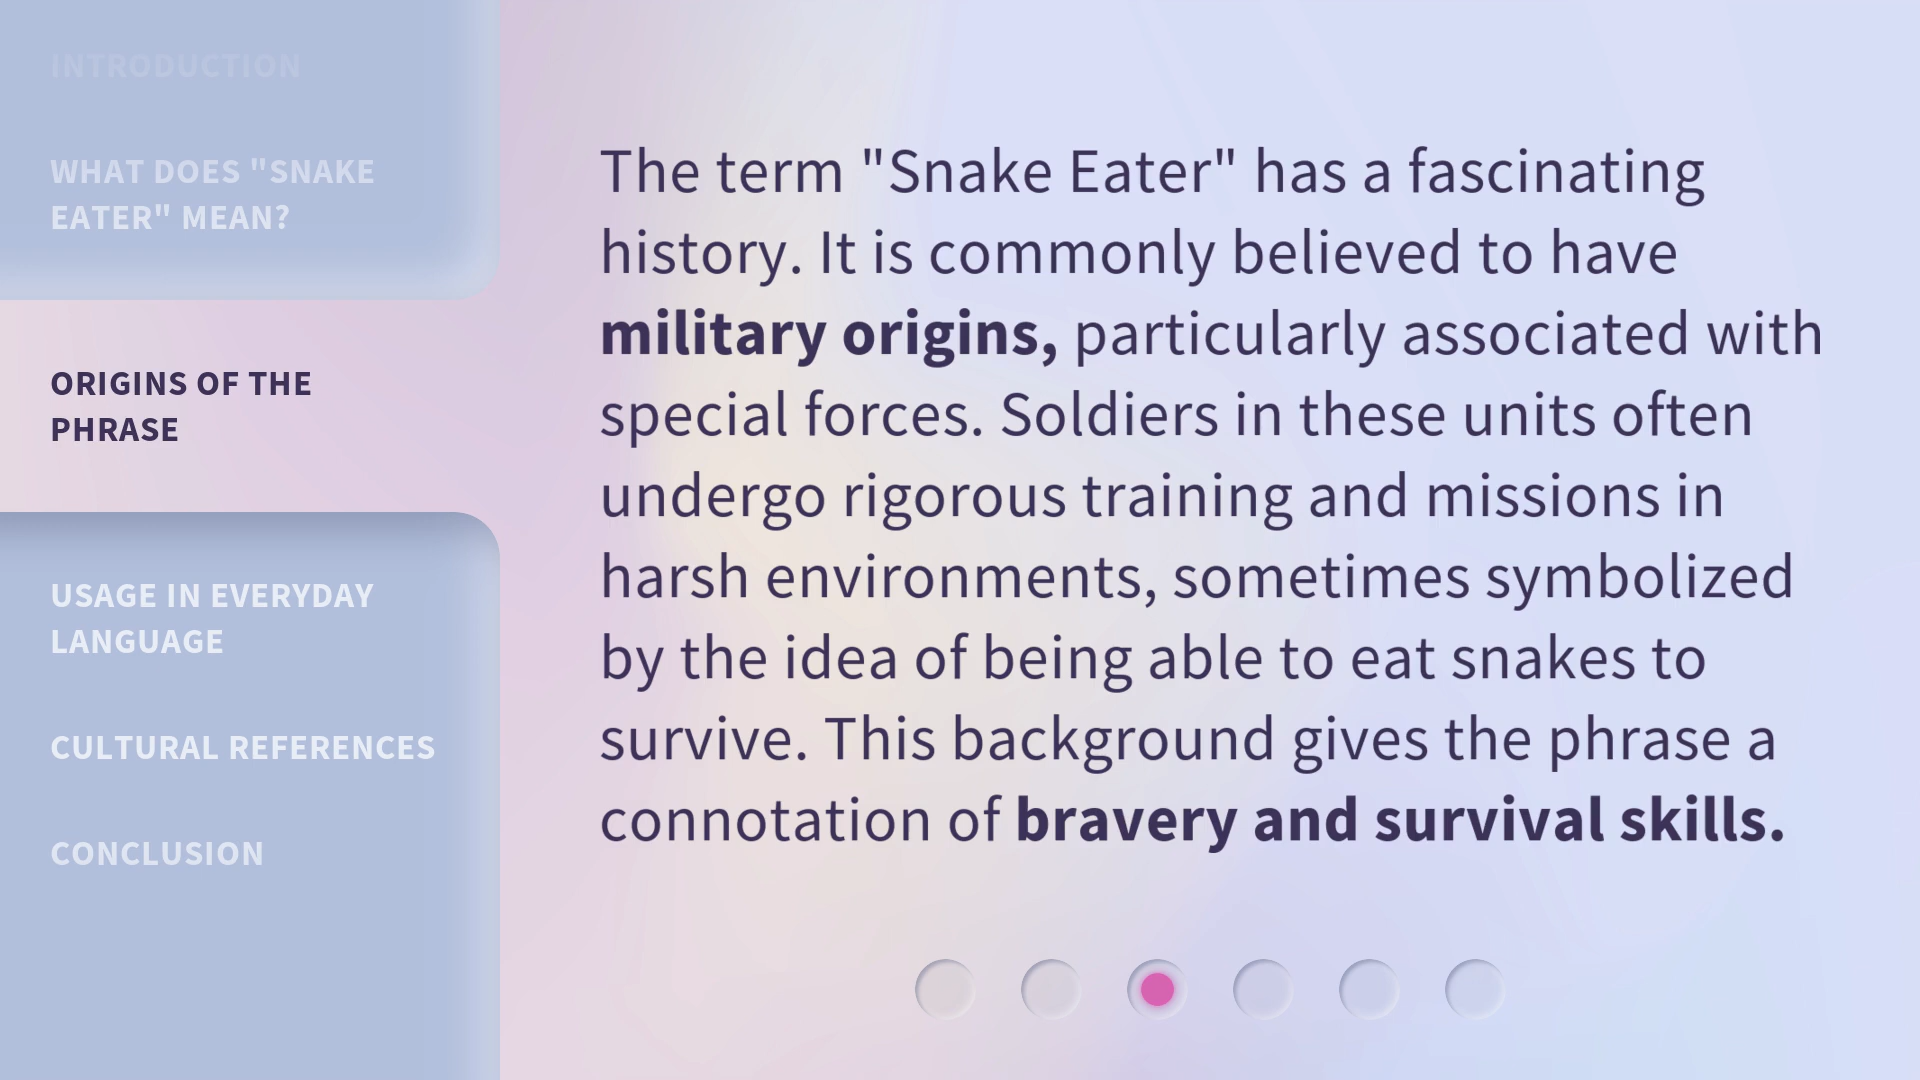 INTRODUCTION
WHAT DOES "SNAKE
EATER" MEAN?
ORIGINS OF THE
PHRASE
USAGE IN EVERYDAY
LANGUAGE
CULTURAL REFERENCES
CONCLUSION
The term "Snake Eater" has a fascinating
history. It is commonly believed to have
military origins, particularly associated with
special forces. Soldiers in these units often
undergo rigorous training and missions in
harsh environments, sometimes symbolized
by the idea of being able to eat snakes to
survive. This background gives the phrase a
connotation of bravery and survival skills.